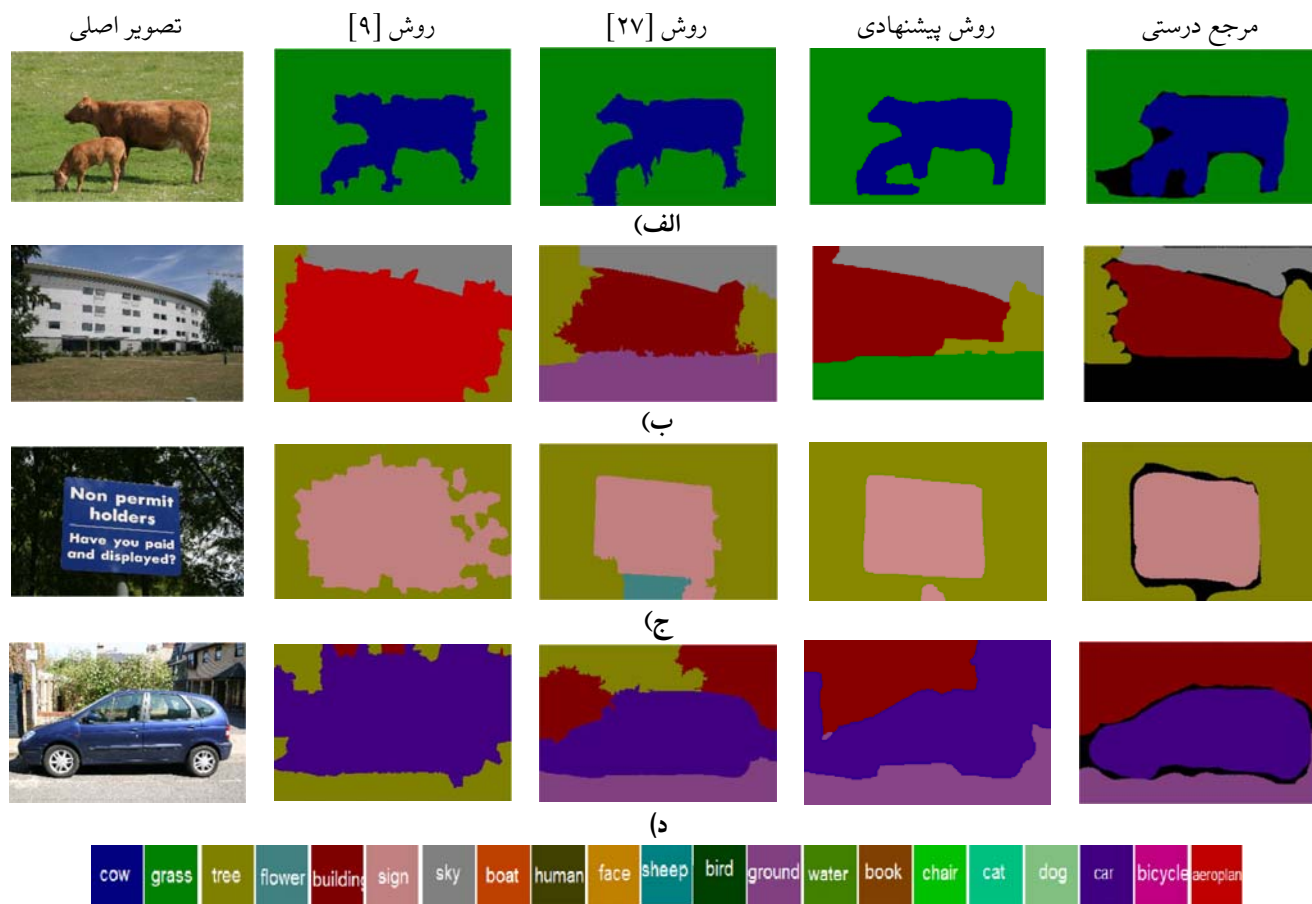 تصویر اصلی روش [۹] روش [۲۷] روش پیشنهادی مرجع درستی
الف)
ب)
Non permit
holders
Have you paid
and displayed?
ج)
د)
cow grass tree flower building sign sky boat human face sheep bird ground water book chair cat dog car bicycle aeroplan